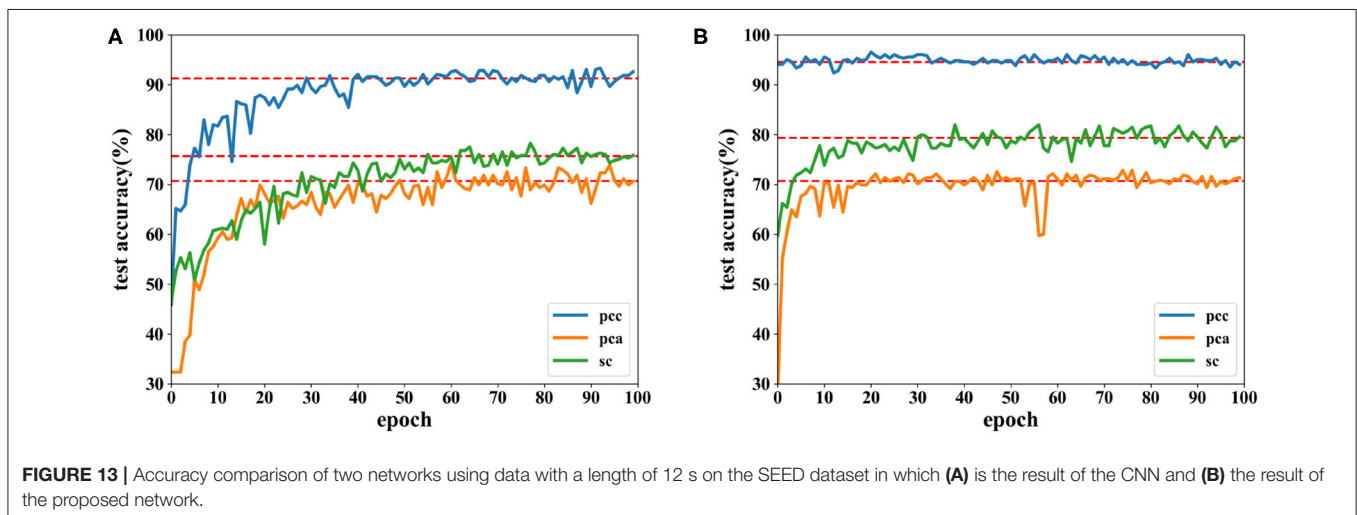 A
100
90
80
70
60
50
40
30
0 10 20 30 40 50 60 70 80 90 100
test accuracy(%)
epoch
pcc
pca
sc
B
100
90
80
70
60
50
40
30
0 10 20 30 40 50 60 70 80 90 100
test accuracy(%)
epoch
pcc
pca
sc
FIGURE 13 | Accuracy comparison of two networks using data with a length of 12 s on the SEED dataset in which (A) is the result of the CNN and (B) the result of
the proposed network.